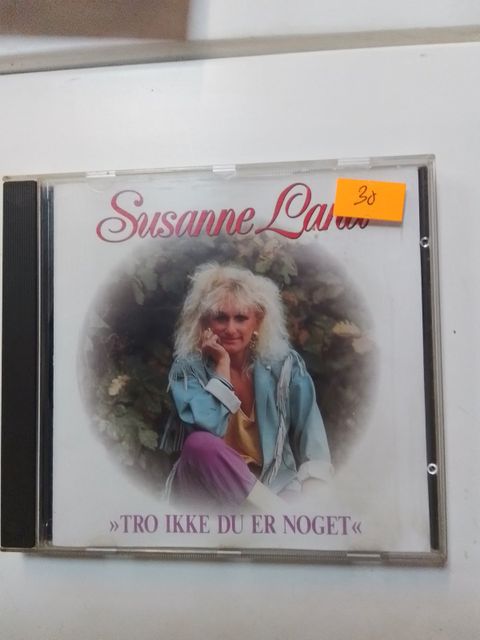 Susanne
30
»TRO IKKE DU ER NOGET«